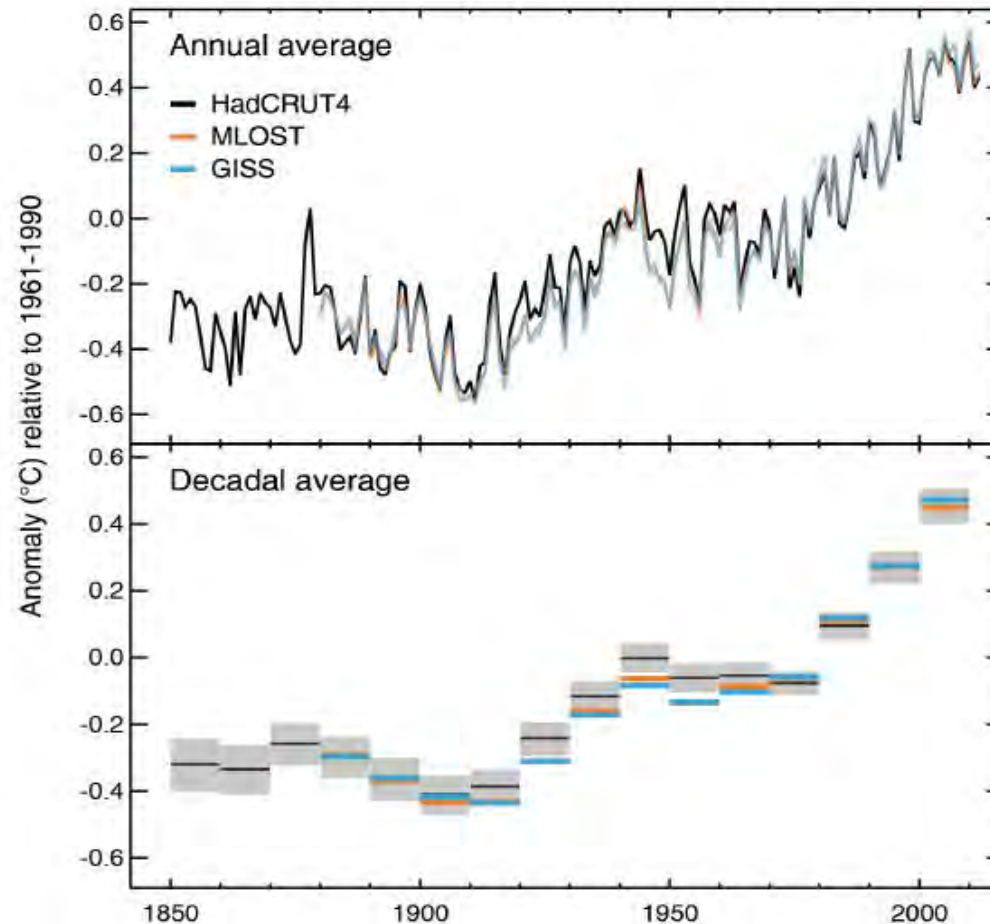 Anomaly (°C) relative to 1961-1990
0.6
0.4
0.2
0.0
-0.2
-0.4
-0.6
Annual average
HadCRUT4
MLOST
GISS
0.6
0.4
0.2
0.0
-0.2
-0.4
-0.6
Decadal average
1850 1900 1950 2000